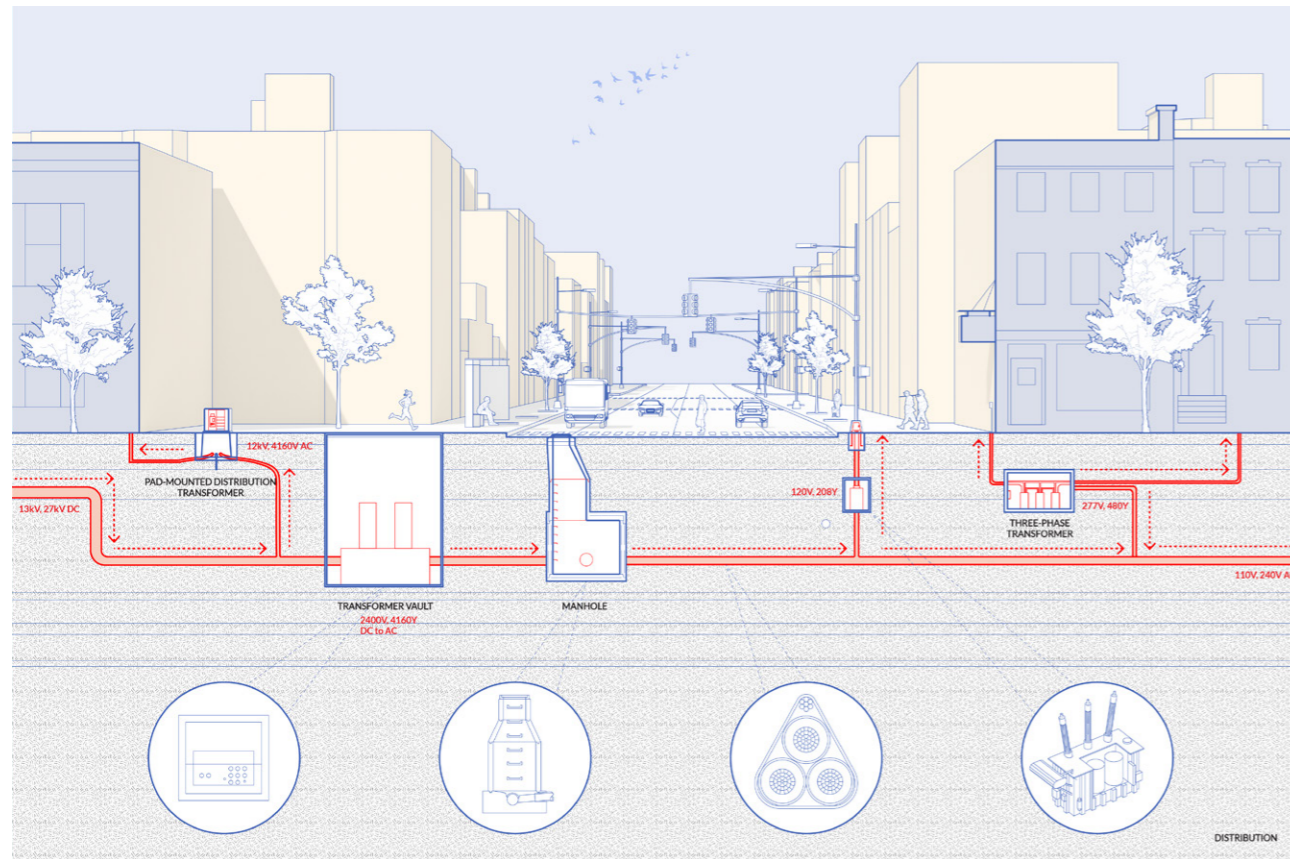 12kV, 4160V AC
PAD-MOUNTED DISTRIBUTION
TRANSFORMER
13kV, 27kV DC
120V, 208Y
277V, 480Y
THREE-PHASE
TRANSFORMER
110V, 240V A
TRANSFORMER VAULT
2400V, 4160Y
DC to AC
MANHOLE
DISTRIBUTION